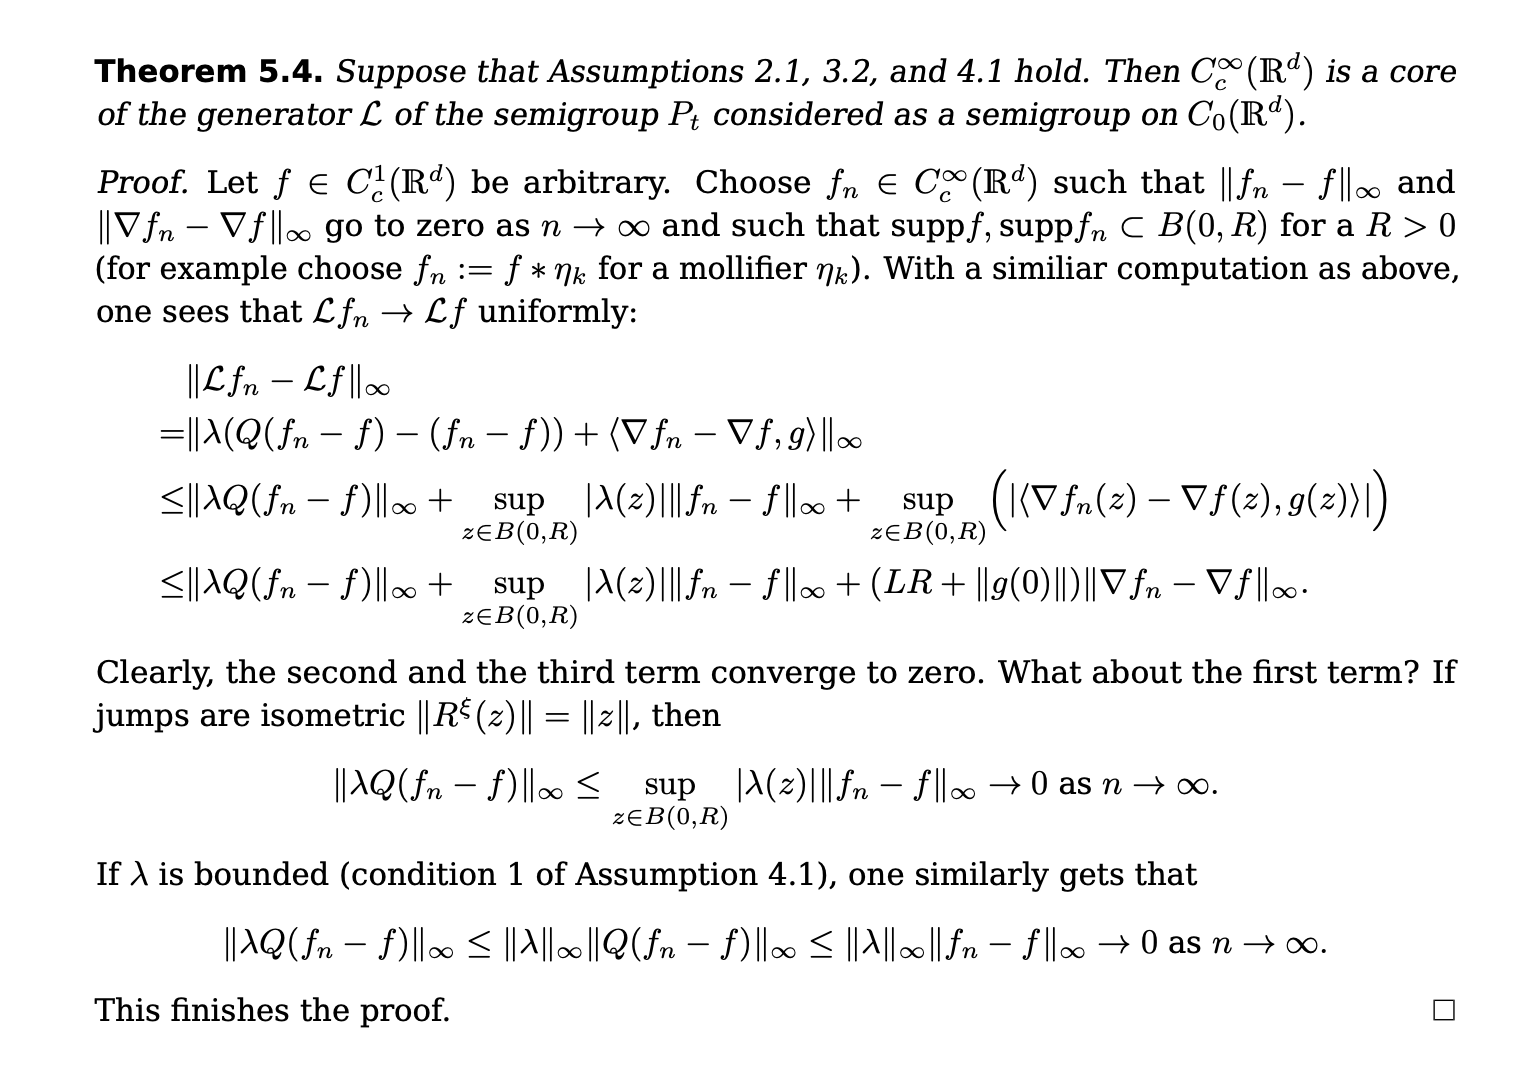 Theorem 5.4. Suppose that Assumptions 2.1, 3.2, and 4.1 hold. Then $C_c^\infty(\mathbb{R}^d)$ is a core
of the generator $\mathcal{L}$ of the semigroup $P_t$ considered as a semigroup on $C_0(\mathbb{R}^d)$.
Proof. Let $f \in C_c^1(\mathbb{R}^d)$ be arbitrary. Choose $f_n \in C_c^\infty(\mathbb{R}^d)$ such that $\|f_n - f\|_\infty$ and
$\|\nabla f_n - \nabla f\|_\infty$ go to zero as $n \to \infty$ and such that $\mathrm{supp} f, \mathrm{supp} f_n \subset B(0, R)$ for a $R > 0$
(for example choose $f_n := f * \eta_k$ for a mollifier $\eta_k$). With a similiar computation as above,
one sees that $\mathcal{L}f_n \to \mathcal{L}f$ uniformly:
$\|\mathcal{L}f_n - \mathcal{L}f\|_\infty$
$= \|\lambda(Q(f_n - f) - (f_n - f)) + \langle \nabla f_n - \nabla f, g \rangle\|_\infty$
$\leq \|\lambda Q(f_n - f)\|_\infty + \sup_{z \in B(0,R)} |\lambda(z)| \|f_n - f\|_\infty + \sup_{z \in B(0,R)} \left( |\langle \nabla f_n(z) - \nabla f(z), g(z) \rangle| \right)$
$\leq \|\lambda Q(f_n - f)\|_\infty + \sup_{z \in B(0,R)} |\lambda(z)| \|f_n - f\|_\infty + (LR + \|g(0)\|) \|\nabla f_n - \nabla f\|_\infty.$
Clearly, the second and the third term converge to zero. What about the first term? If
jumps are isometric $\|R^\xi(z)\| = \|z\|$, then
$\|\lambda Q(f_n - f)\|_\infty \leq \sup_{z \in B(0,R)} |\lambda(z)| \|f_n - f\|_\infty \to 0$ as $n \to \infty$.
If $\lambda$ is bounded (condition 1 of Assumption 4.1), one similarly gets that
$\|\lambda Q(f_n - f)\|_\infty \leq \|\lambda\|_\infty \|Q(f_n - f)\|_\infty \leq \|\lambda\|_\infty \|f_n - f\|_\infty \to 0$ as $n \to \infty$.
This finishes the proof. □